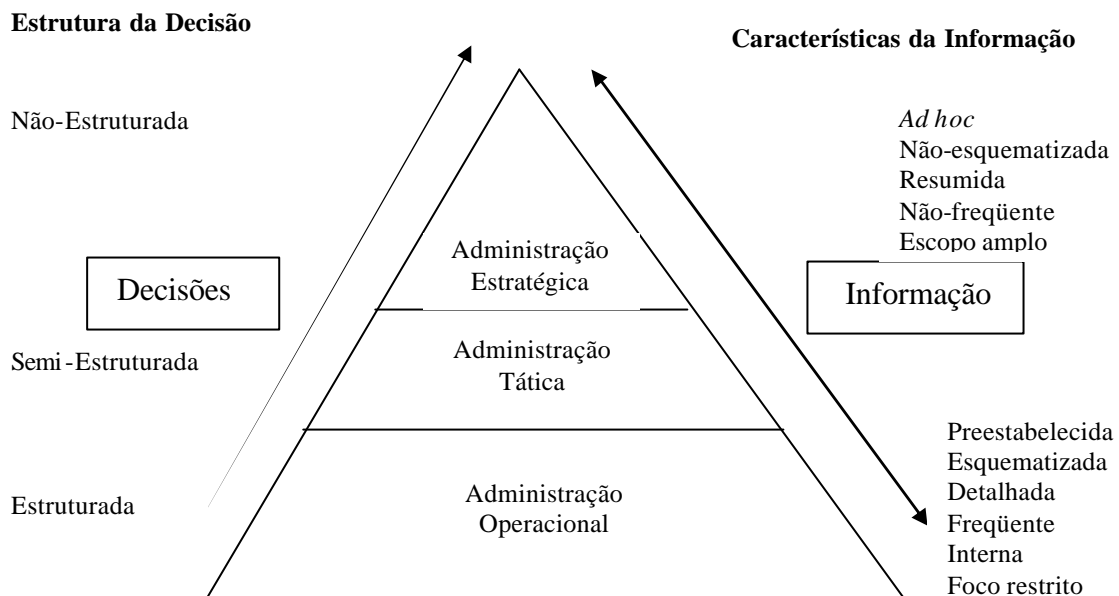 Estrutura da Decisão
Características da Informação
Não-Estruturada
Ad hoc
Não-esquematizada
Resumida
Não-freqüente
Escopo amplo
Administração
Estratégica
Decisões
Informação
Semi-Estruturada
Administração
Tática
Preestabelecida
Esquematizada
Detalhada
Freqüente
Interna
Foco restrito
Estruturada
Administração
Operacional